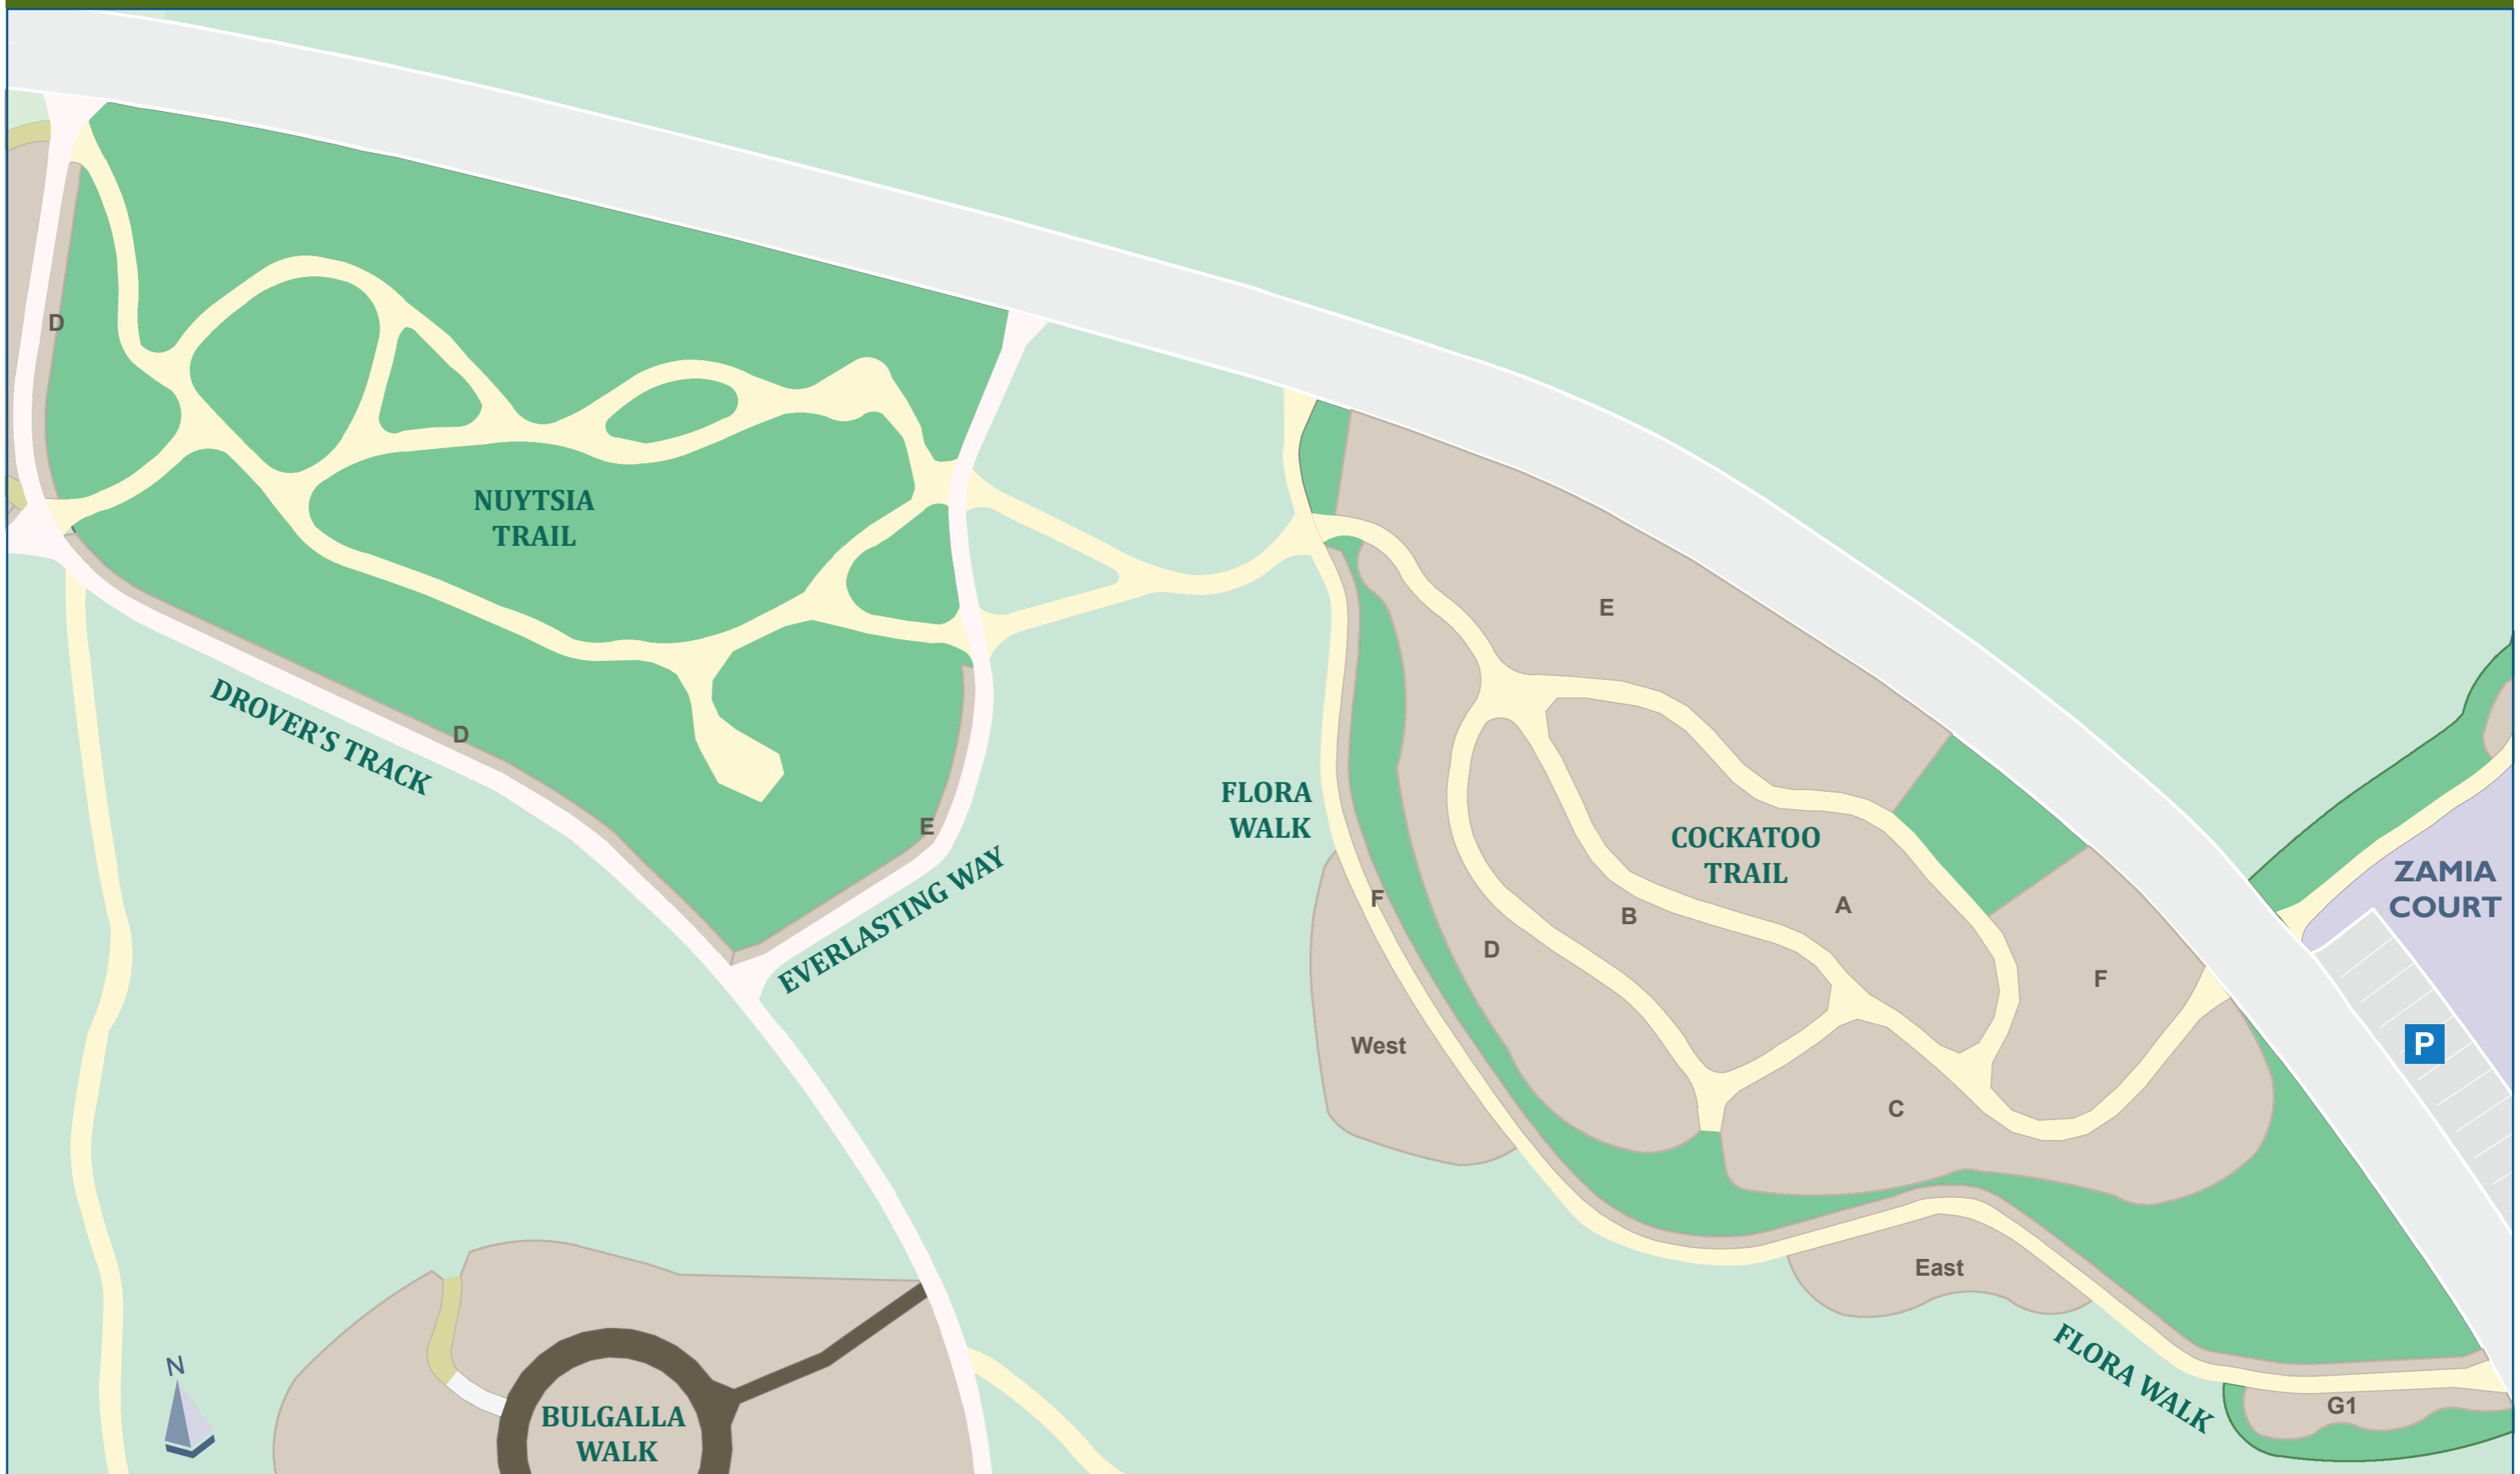 D
NUYTSIA
TRAIL
DROVER'S TRACK
D
E
EVERLASTING WAY
FLORA
WALK
E
COCKATOO
TRAIL
A
B
D
F
F
West
C
East
FLORA WALK
G1
ZAMIA
COURT
P
N
BULGALLA
WALK